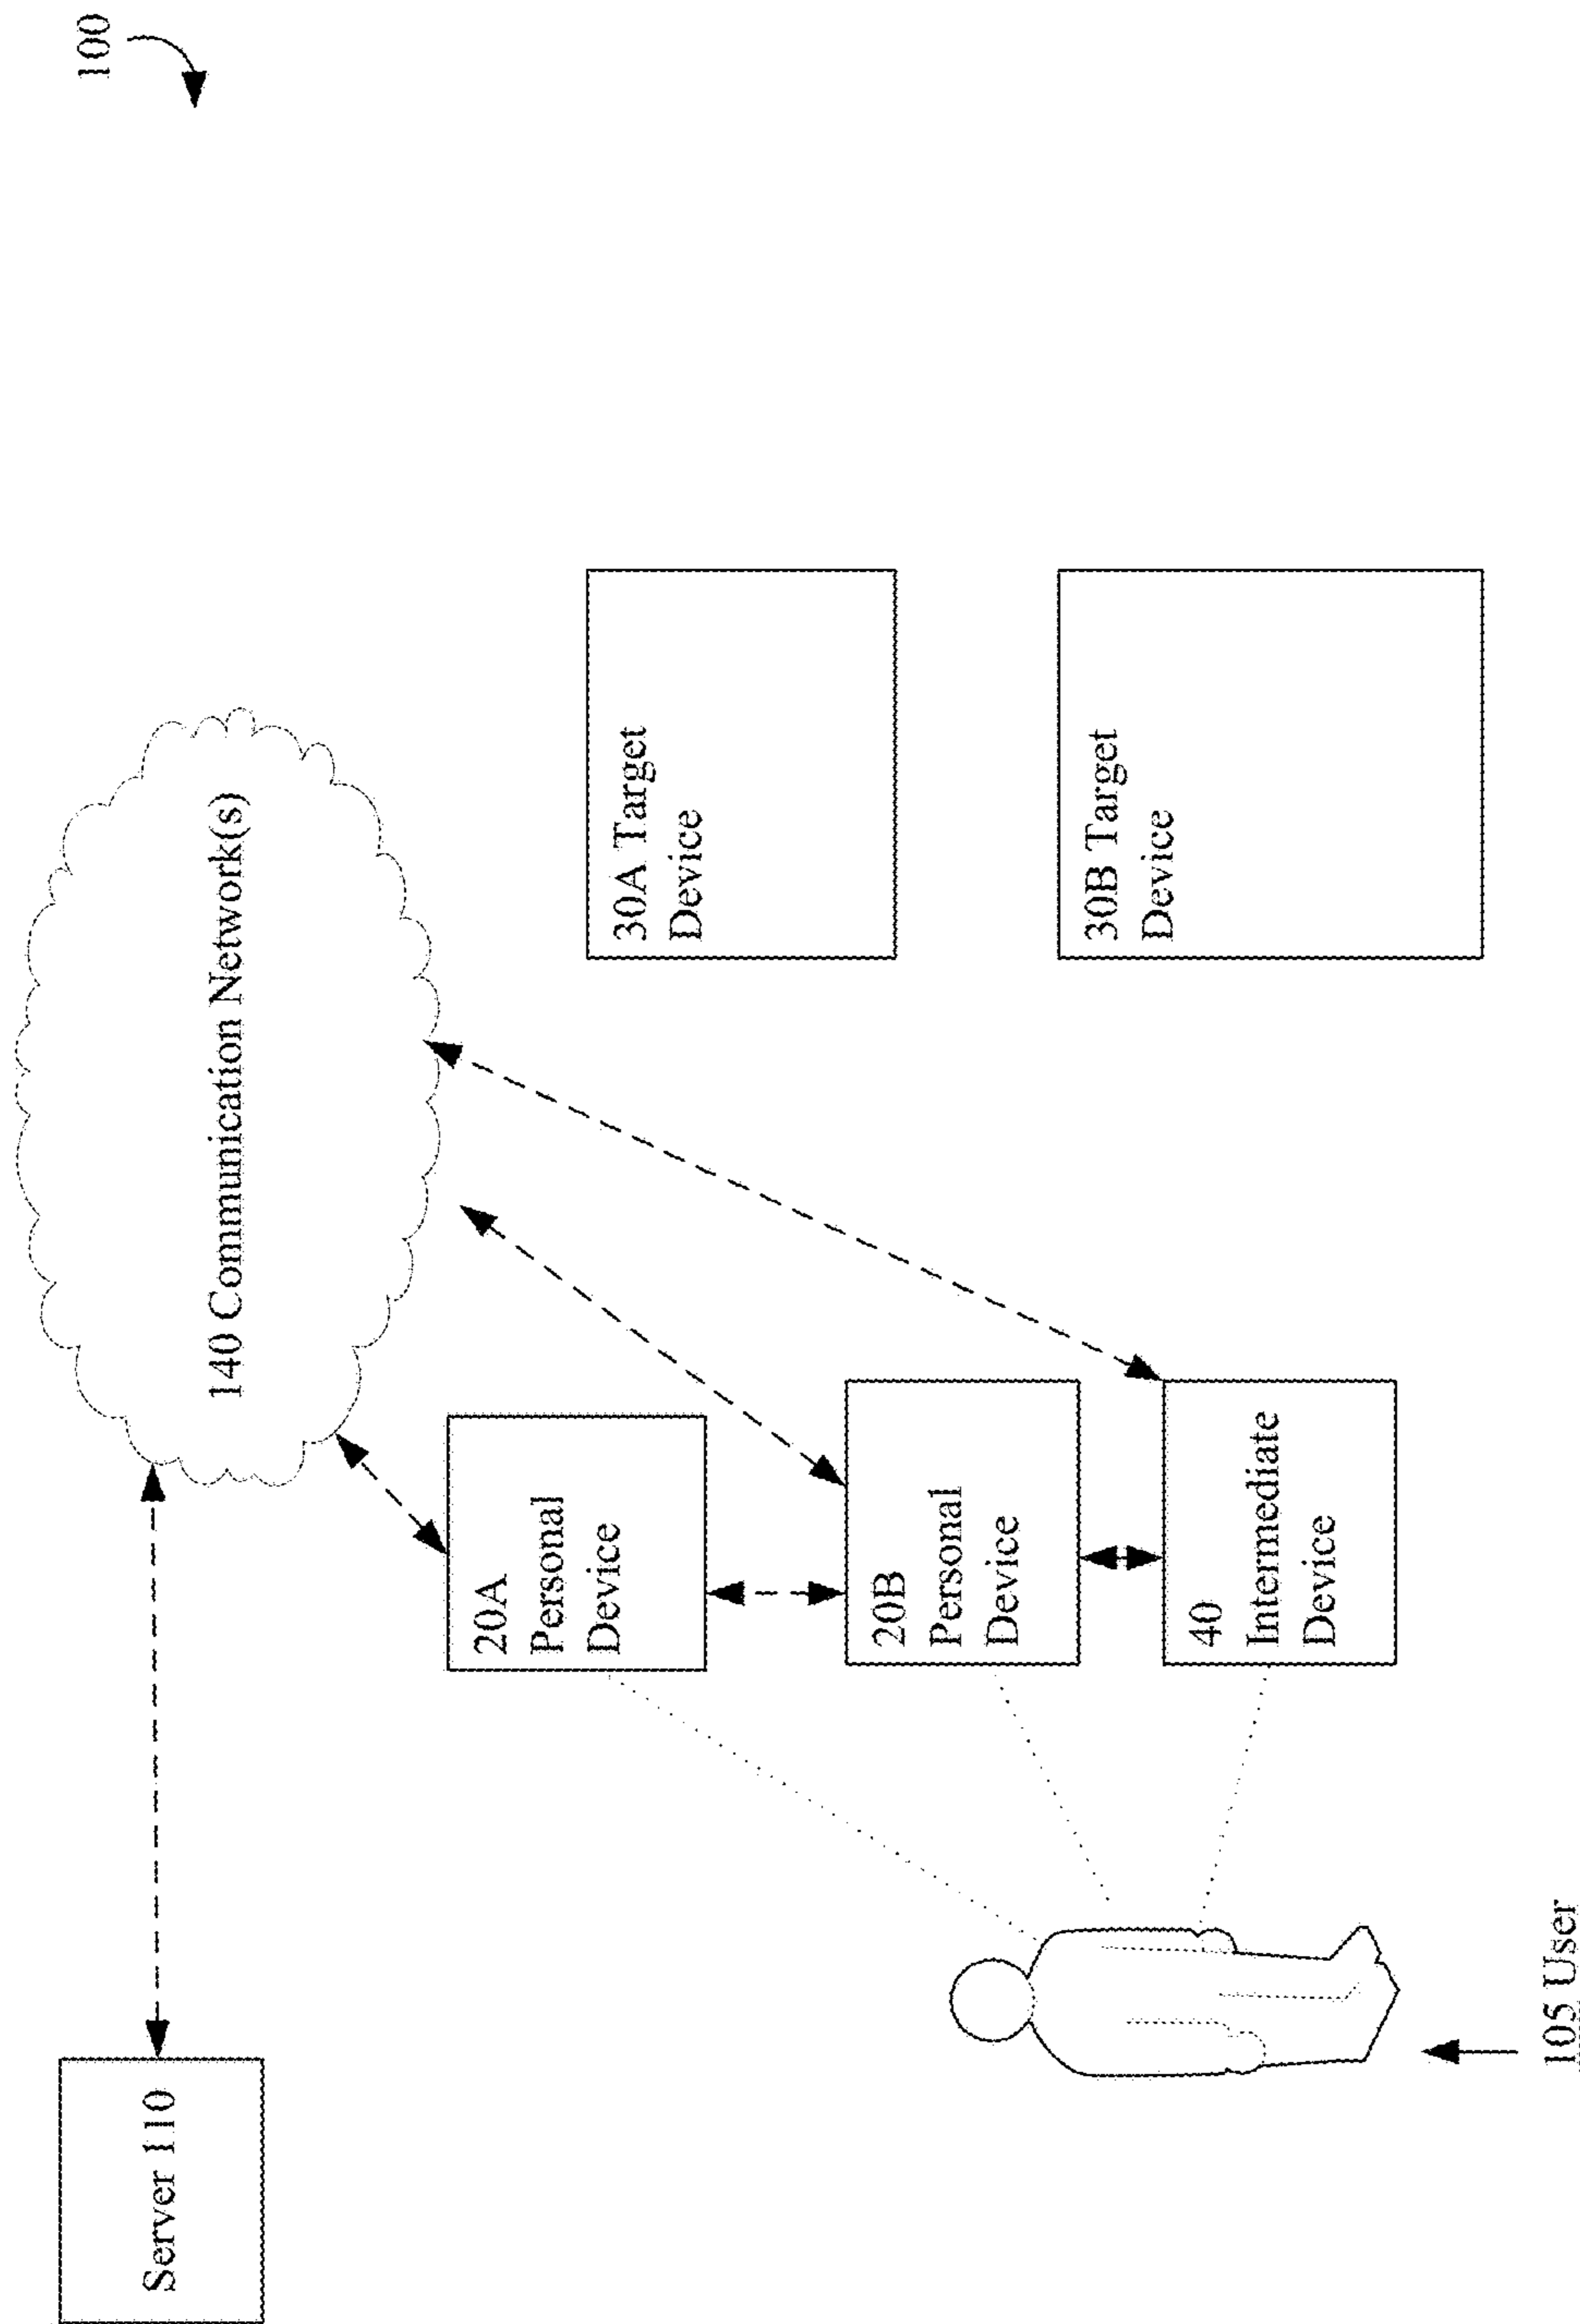 100
Server 110
140 Communication Network(s)
20A
Personal
Device
30A Target
Device
20B
Personal
Device
30B Target
Device
40
Intermediate
Device
105 User